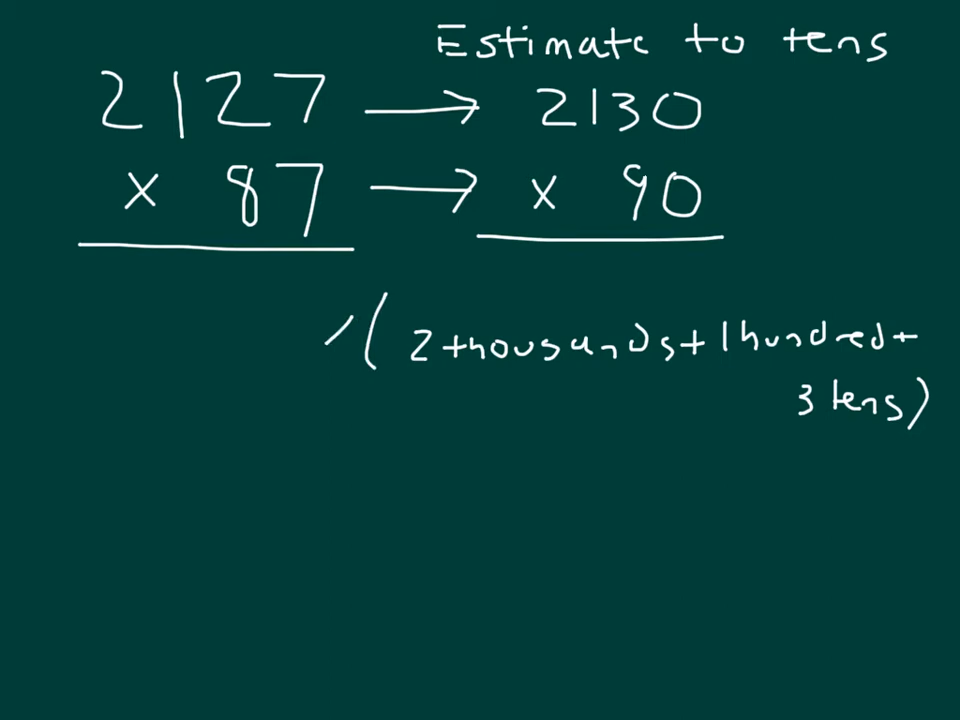 Estimate to tens
2127 → 2130
x 87 → x 90
(2 thousands + 1 hundred +
3 tens)